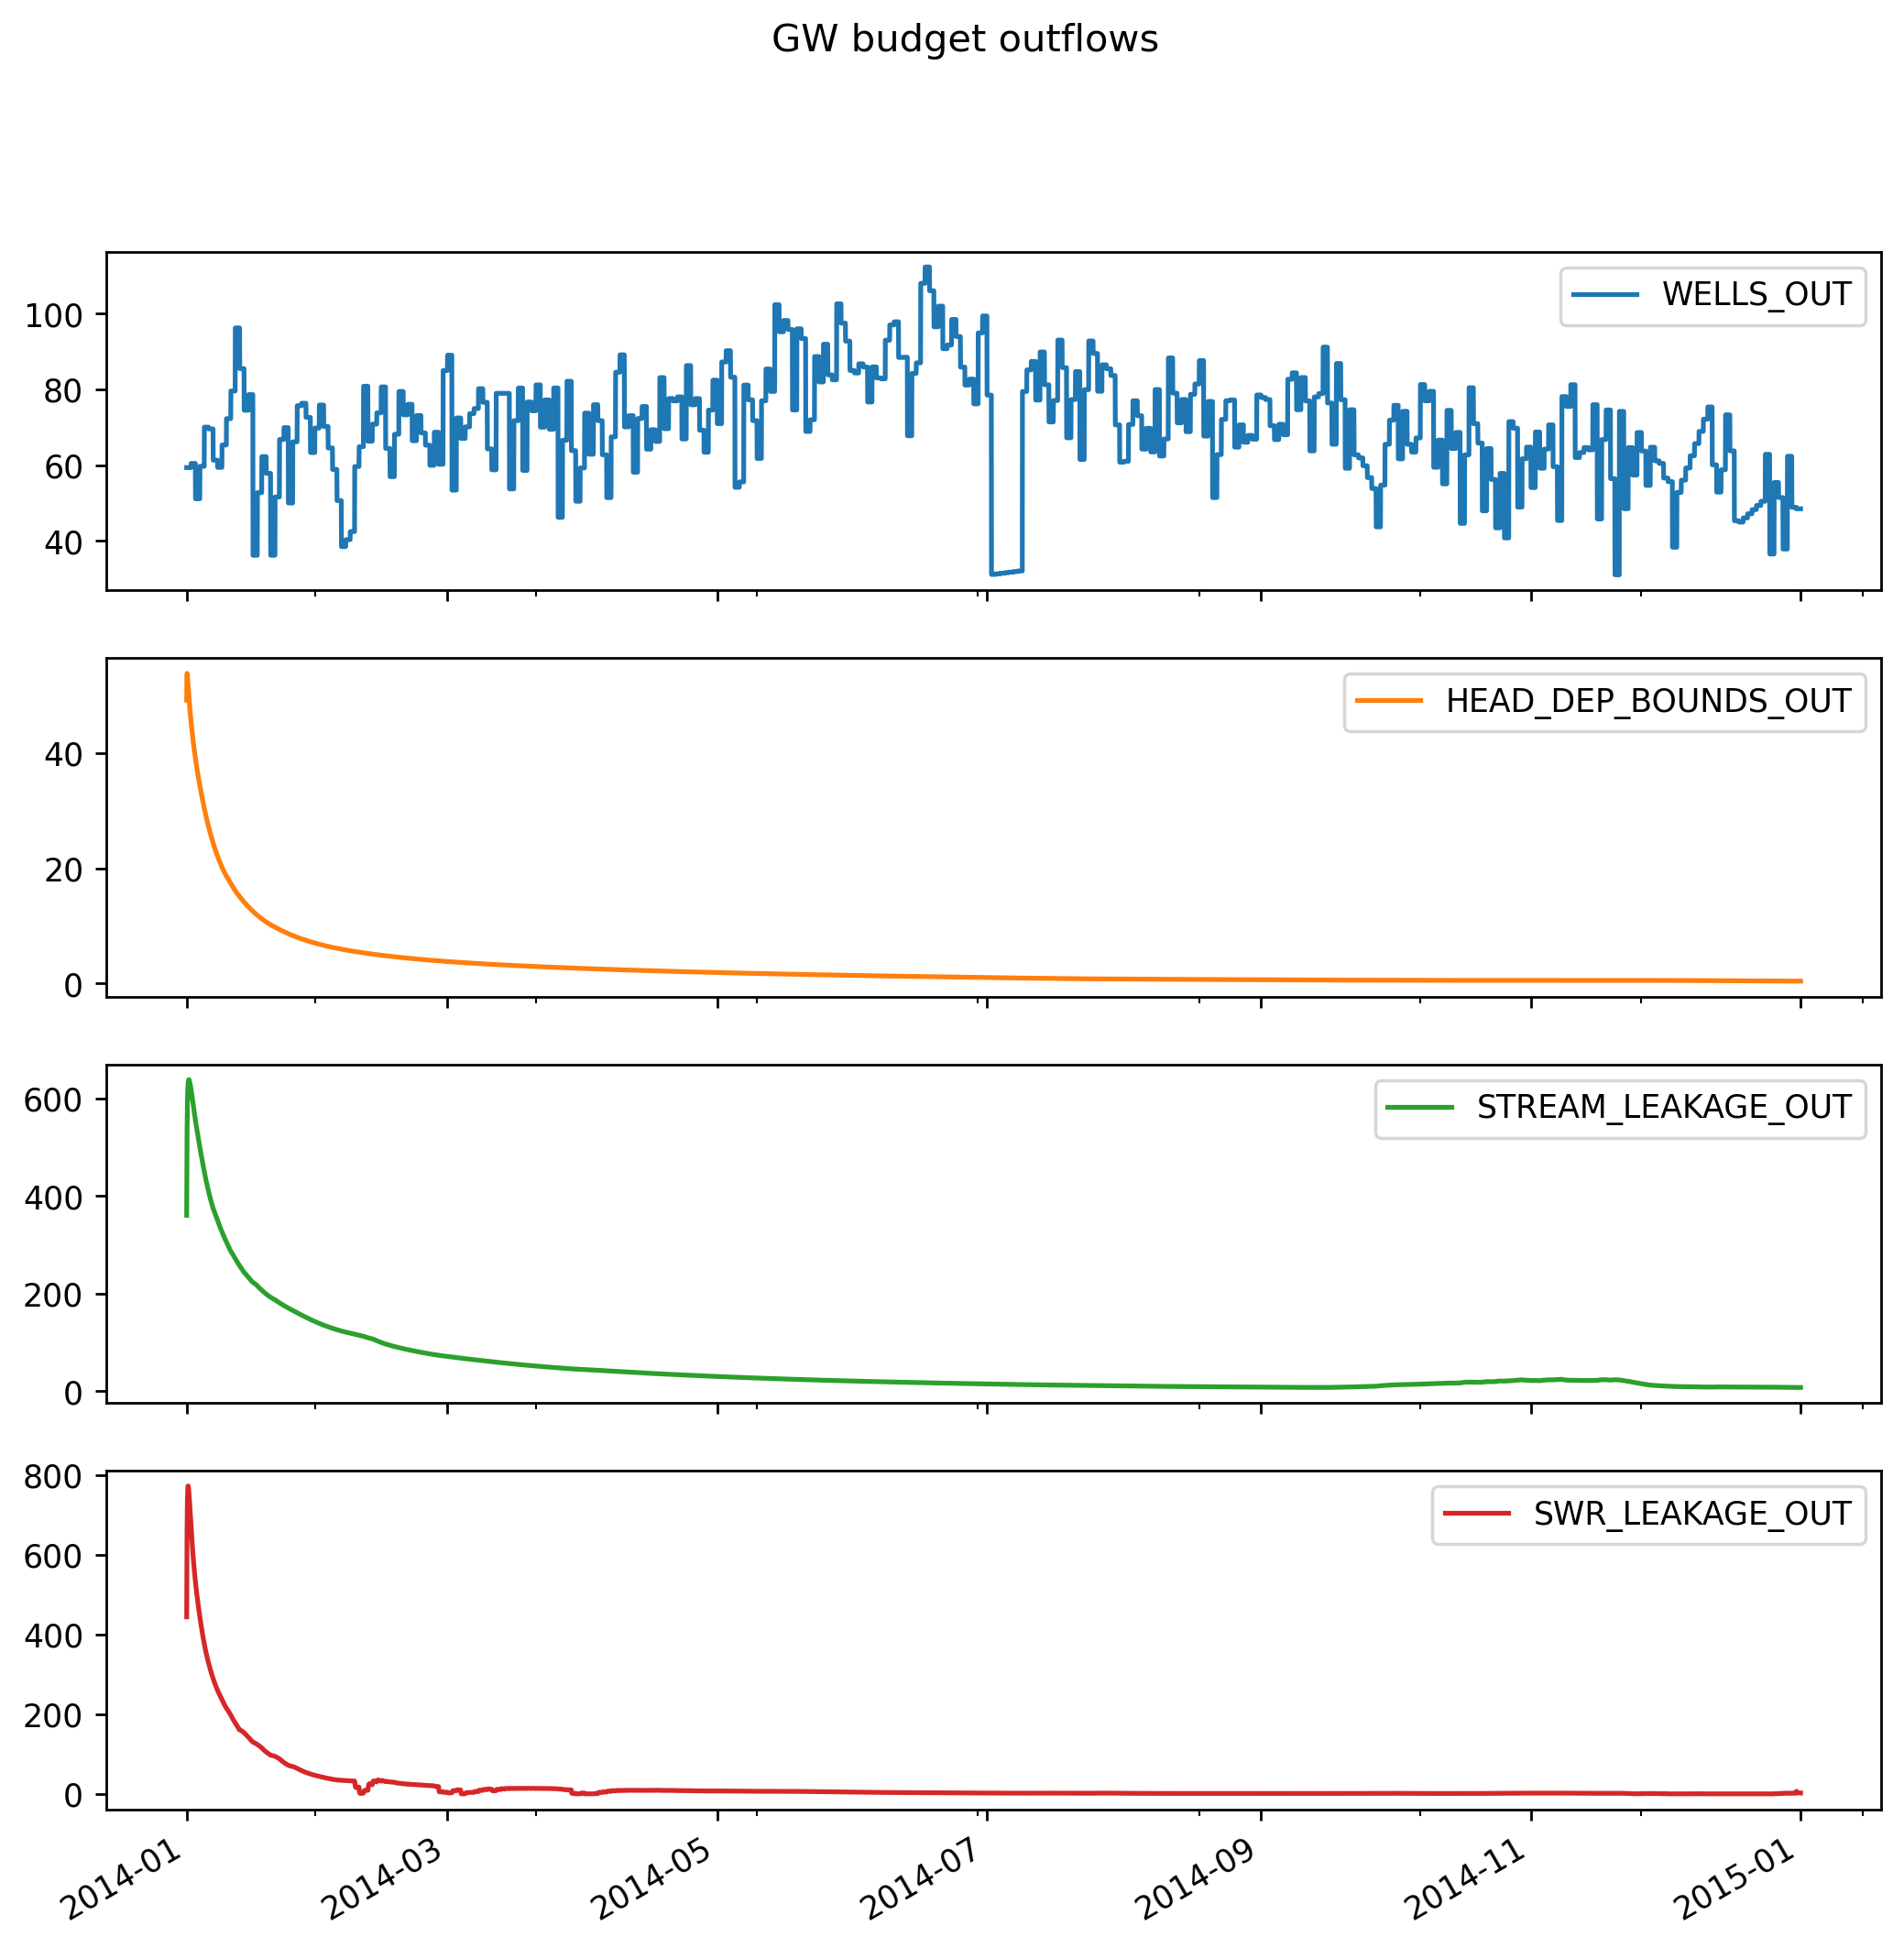 GW budget outflows
WELLS_OUT
100
80
60
40
HEAD_DEP_BOUNDS_OUT
40
20
0
STREAM_LEAKAGE_OUT
600
400
200
0
SWR_LEAKAGE_OUT
800
600
400
200
0
2014-01 2014-03 2014-05 2014-07 2014-09 2014-11 2015-01